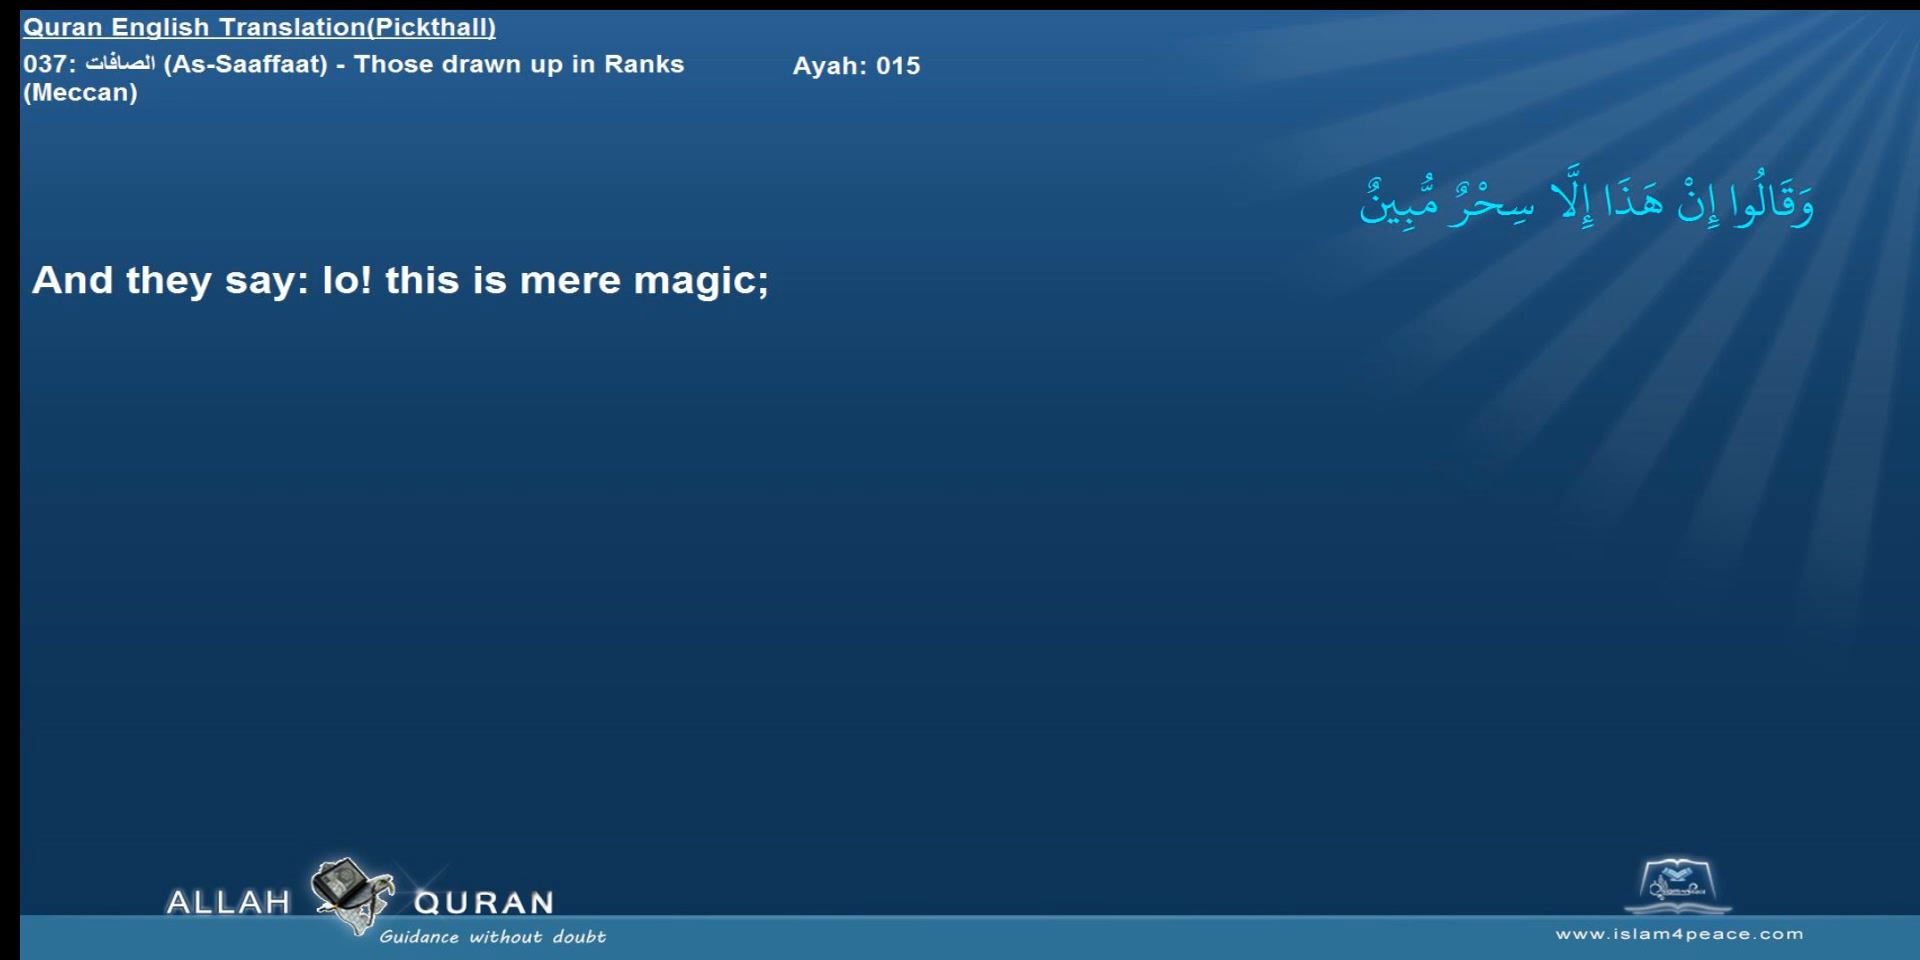 Quran English Translation(Pickthall)
037: الصافات (As-Saaffaat) - Those drawn up in Ranks
(Meccan)
Ayah: 015
وَقَالُوا إِنْ هَذَا إِلَّا سِحْرٌ مُّبِينٌ
And they say: lo! this is mere magic;
ALLAH QURAN
Guidance without doubt
www.islam4peace.com